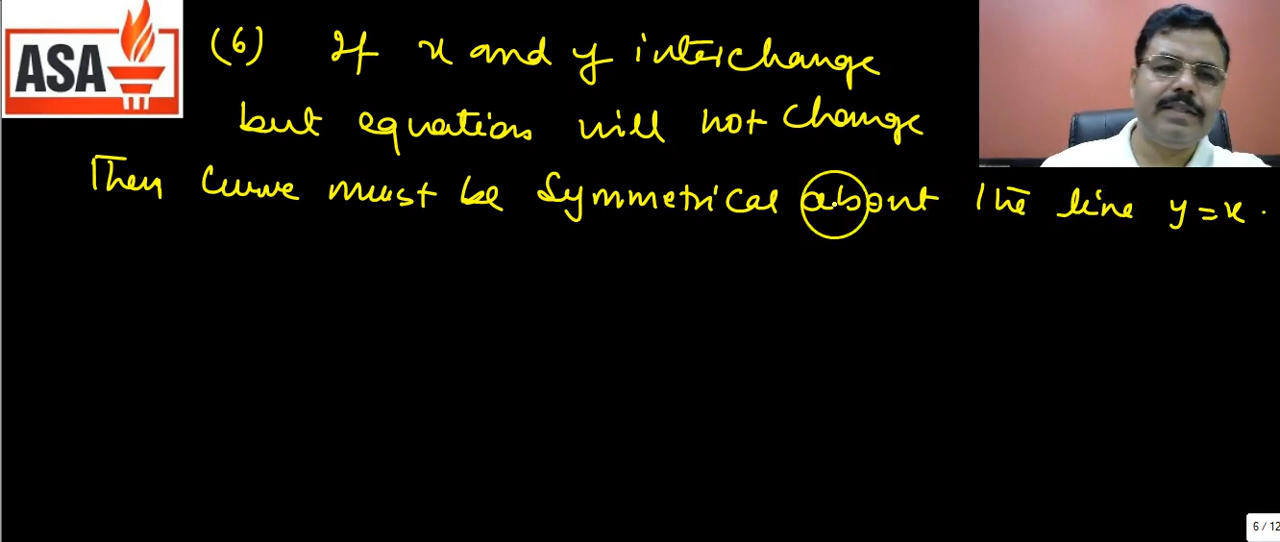 ASA
(6) If x and y interchange
but equation will not change
Then curve must be symmetrical about the line y = x.
6 / 12